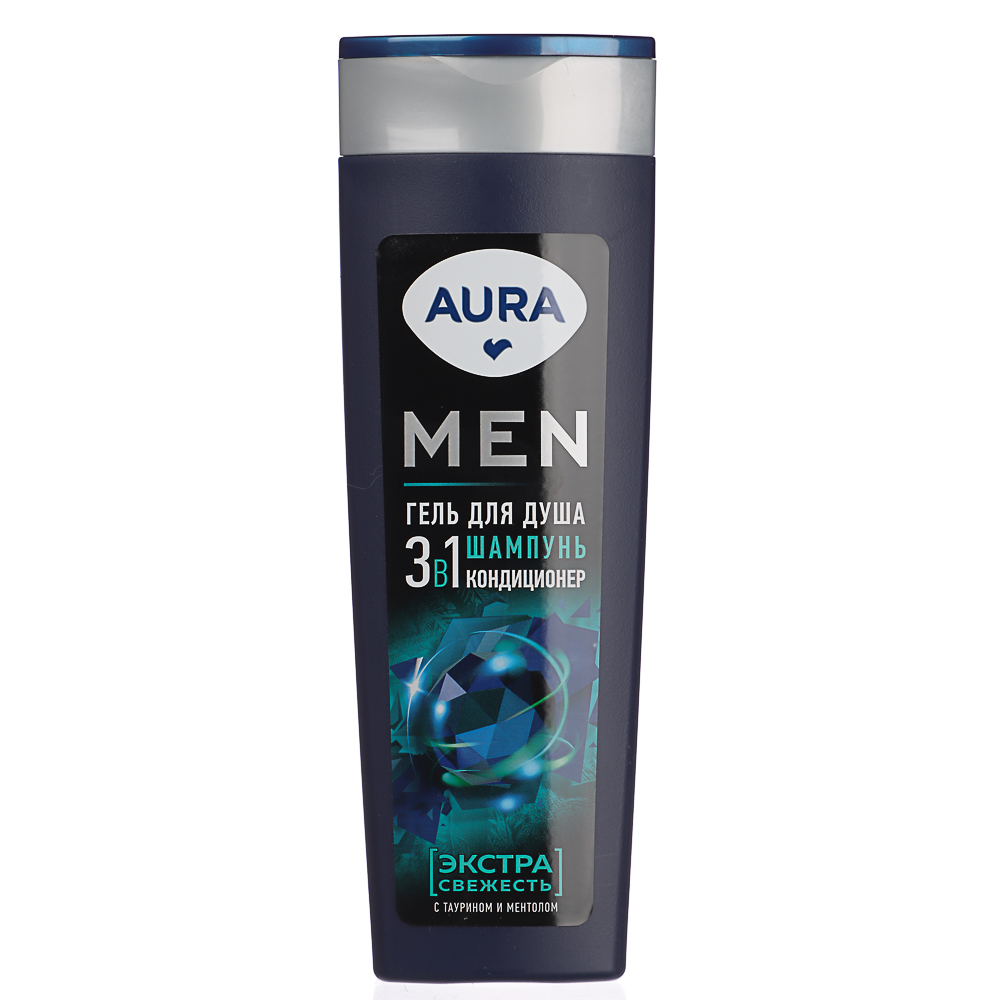 AURA
MEN
ГЕЛЬ ДЛЯ ДУША
3в1 ШАМПУНЬ
КОНДИЦИОНЕР
[ЭКСТРА
СВЕЖЕСТЬ]
С ТАУРИНОМ И МЕНТОЛОМ